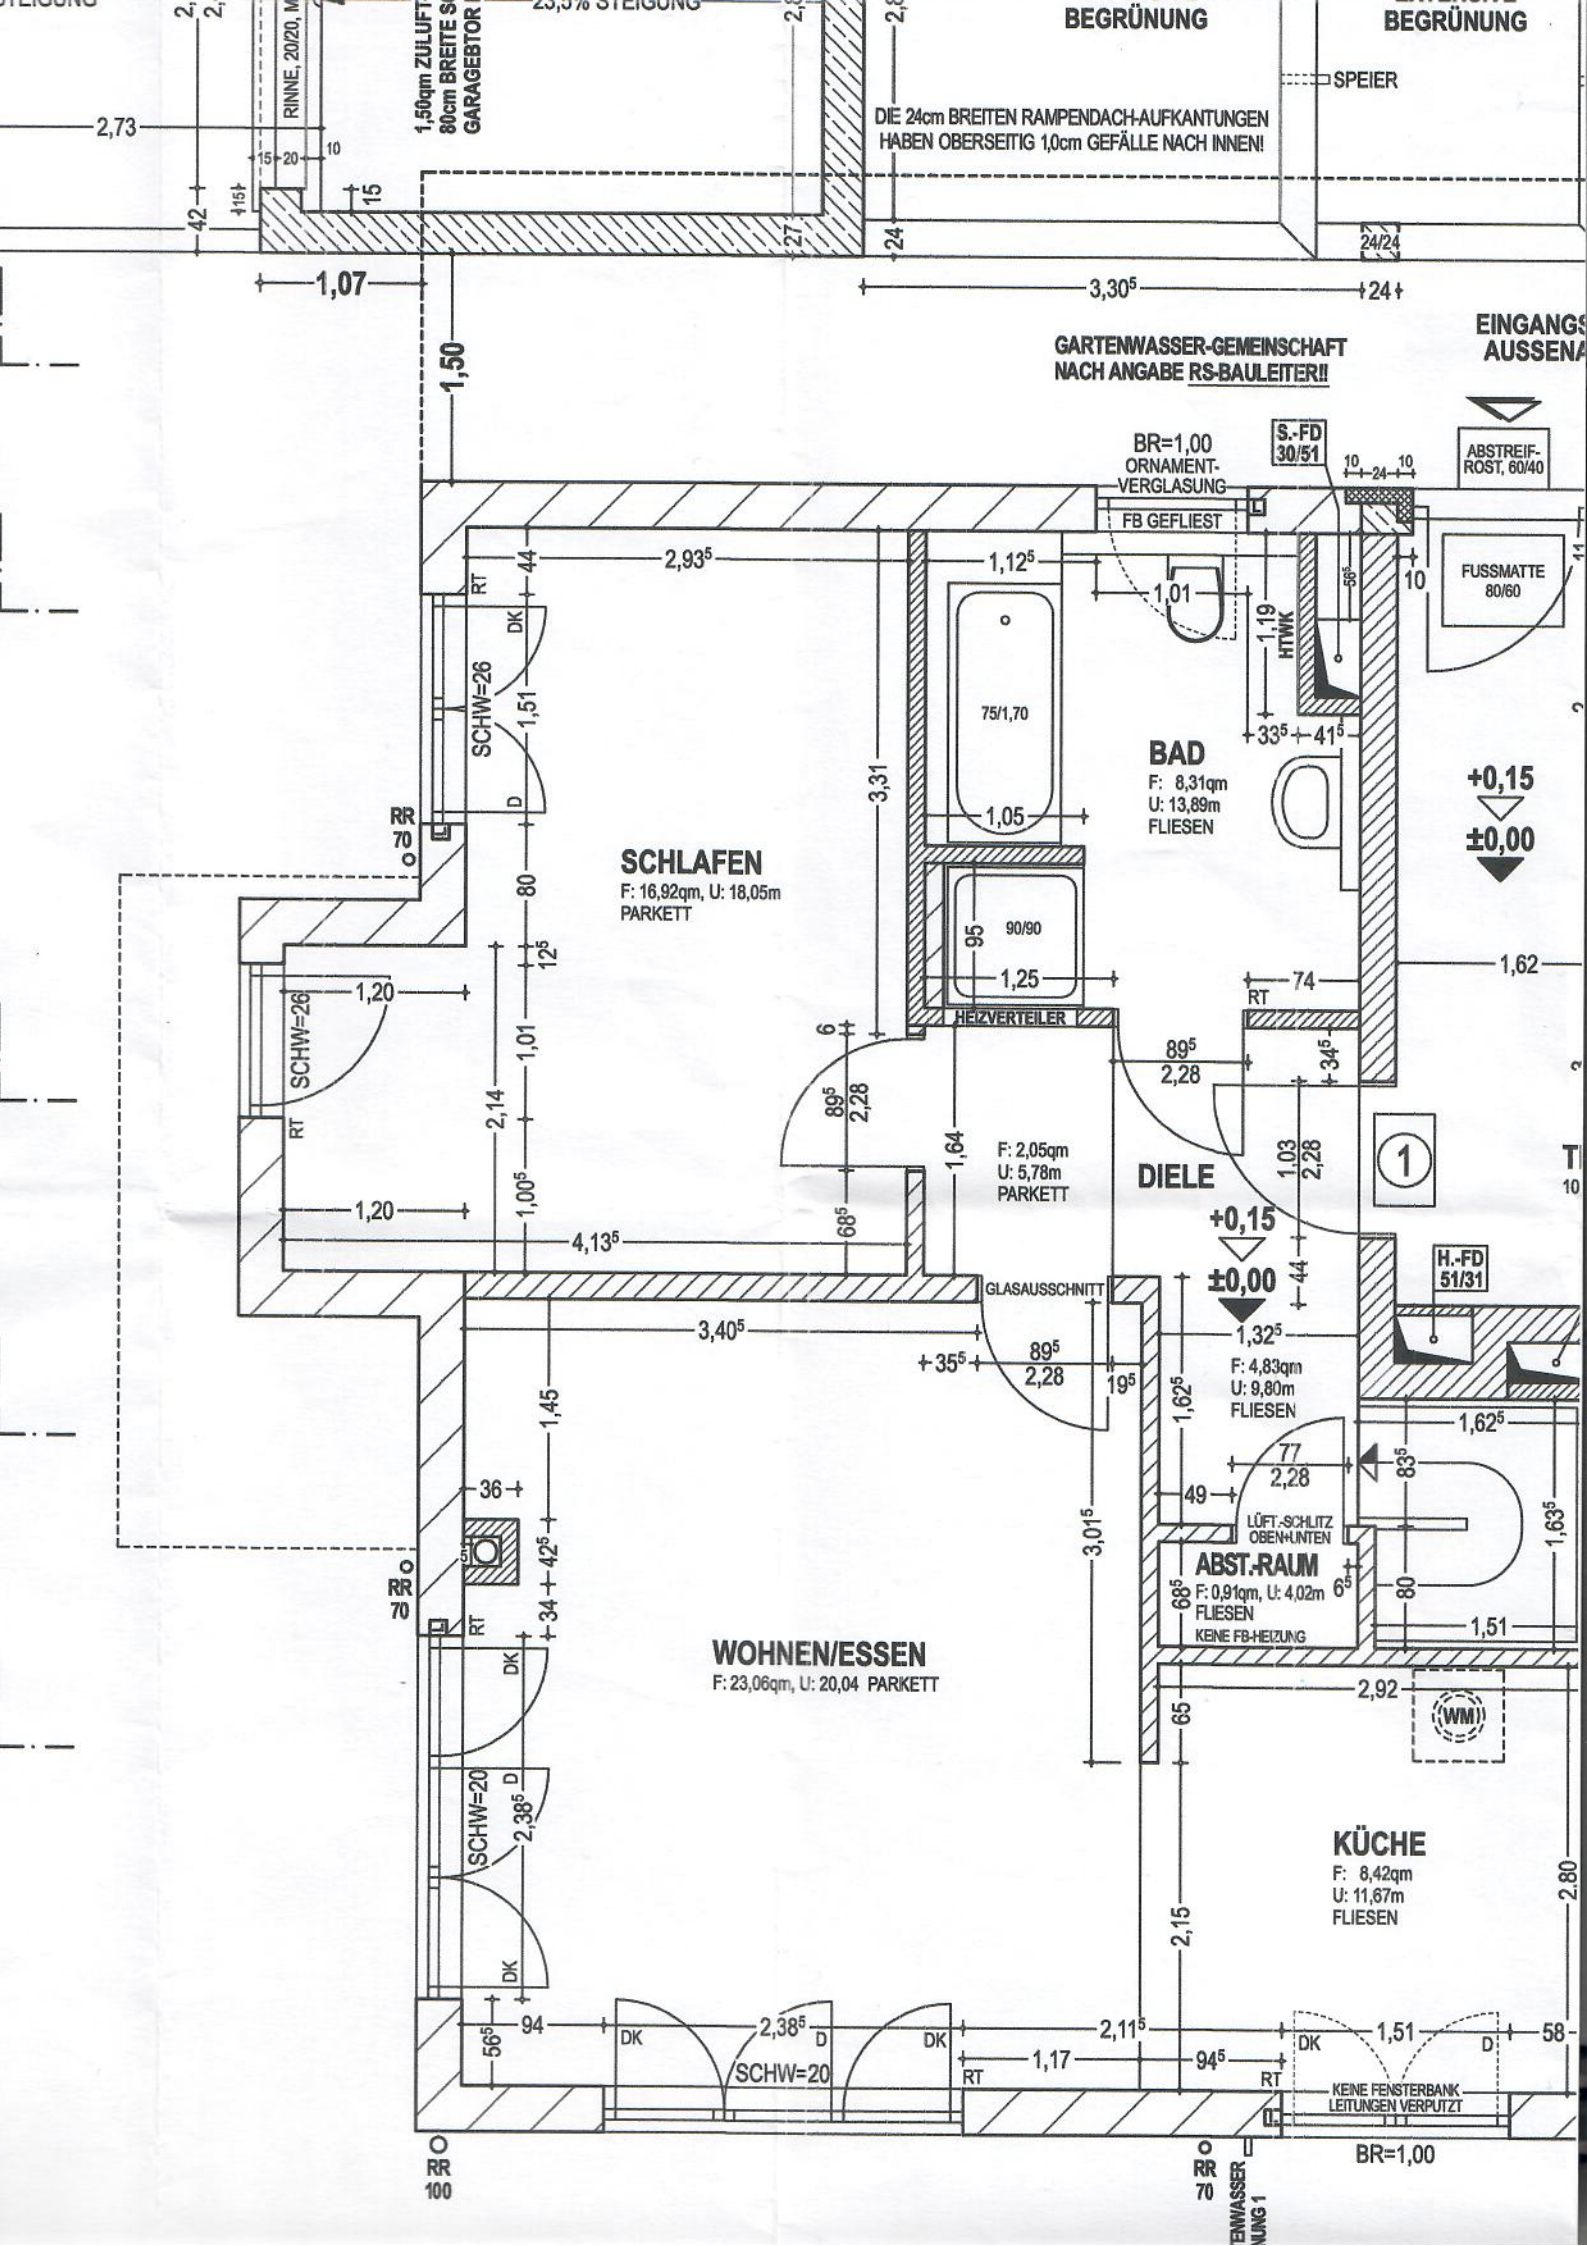 23,5% STEIGUNG
BEGRÜNUNG
BEGRÜNUNG
RINNE, 20/20,
1,50qm ZULUFT
80cm BREITE
GARAGEBTOR
SPEIER
DIE 24cm BREITEN RAMPENDACH-AUFKANTUNGEN
HABEN OBERSEITIG 1,0cm GEFÄLLE NACH INNEN!
2,73
15 20 10
15
15
42
27
24
24/24
1,07
3,30⁵
24
1,50
GARTENWASSER-GEMEINSCHAFT
NACH ANGABE RS-BAULEITER!!
BR=1,00
ORNAMENT-
VERGLASUNG
FB GEFLIEST
S.-FD
30/51
10 24 10
ABSTREIF-
ROST, 60/40
FUSSMATTE
80/60
10
2,93⁵
44
RT
DK
SCHW=26
1,51
D
RR
70
80
12⁵
3,31
1,12⁵
1,01
1,19
HTWK
56⁵
33⁵ 41⁵
75/1,70
1,05
BAD
F: 8,31qm
U: 13,89m
FLIESEN
+0,15
±0,00
SCHLAFEN
F: 16,92qm, U: 18,05m
PARKETT
90/90
95
1,25
74
RT
1,62
HEIZVERTEILER
1,20
SCHW=26
RT
1,01
2,14
1,00⁵
1,20
4,13⁵
6
89⁵
2,28
68⁵
1,64
F: 2,05qm
U: 5,78m
PARKETT
89⁵
2,28
34⁵
1,03
2,28
1
DIELE
+0,15
±0,00
44
H.-FD
51/31
GLASAUSSCHNITT
3,40⁵
35⁵
89⁵
2,28
19⁵
1,32⁵
F: 4,83qm
U: 9,80m
FLIESEN
1,62⁵
1,45
36
5
42⁵
34
RR
70
RT
3,01⁵
49
77
2,28
LÜFT.-SCHLITZ
OBEN+UNTEN
ABST.-RAUM
F: 0,91qm, U: 4,02m
FLIESEN
KEINE FB-HEIZUNG
6⁵
68⁵
1,62⁵
83⁵
80
1,63⁵
1,51
WOHNEN/ESSEN
F: 23,06qm, U: 20,04 PARKETT
DK
D
SCHW=20
2,38⁵
DK
65
2,92
WM
KÜCHE
F: 8,42qm
U: 11,67m
FLIESEN
2,80
2,15
56⁵
94
DK
2,38⁵
D
DK
SCHW=20
2,11⁵
1,17
94⁵
RT
RT
DK
1,51
D
58
KEINE FENSTERBANK
LEITUNGEN VERPUTZT
BR=1,00
RR
100
RR
70